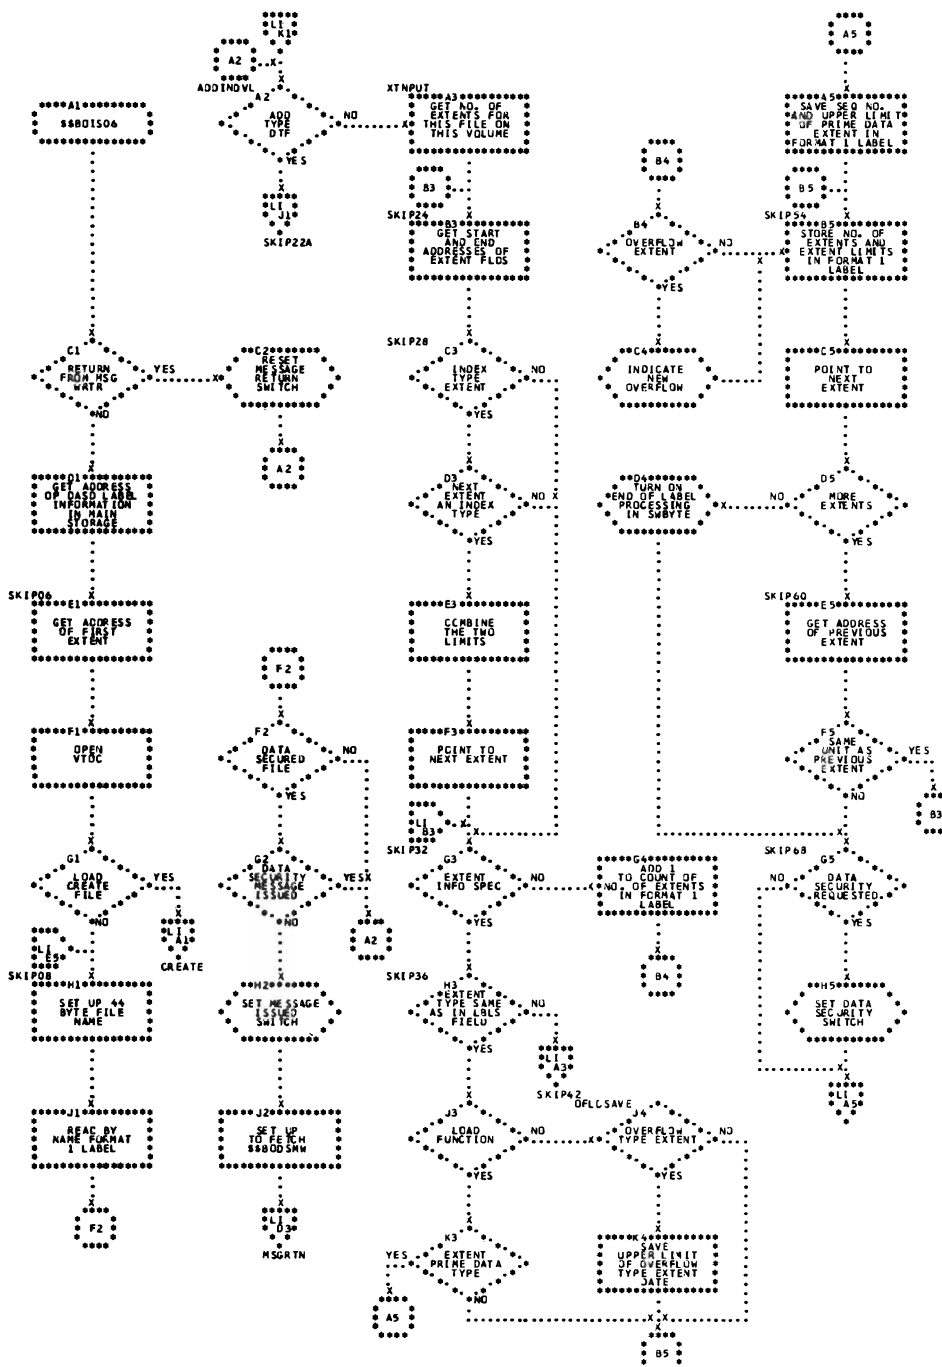 LI
K1
A2
ADDINDVL
A2
ADD
TYPE
DTF
NO
YES
LI
J1
SKIP22A
A1
$$BOIS06
C1
RETURN
FROM MSG
WRTR
YES
NO
C2
RESET
MESSAGE
RETURN
SWITCH
A2
D1
GET ADDRESS
OF DASD LABEL
INFORMATION
IN MAIN
STORAGE
SKIP06
E1
GET ADDRESS
OF FIRST
EXTENT
F1
OPEN
VTOC
G1
LOAD
CREATE
FILE
YES
NO
LI
A1
CREATE
LI
E5
SKIP08
H1
SET UP 44
BYTE FILE
NAME
J1
READ BY
NAME FORMAT
1 LABEL
F2
F2
F2
DATA
SECURED
FILE
NO
YES
G2
DATA
SECURITY
MESSAGE
ISSUED
YES
NO
A2
H2
SET MESSAGE
ISSUED
SWITCH
J2
SET UP
TO FETCH
$$BODSMW
LI
D3
MSGRTN
XTNPUT
A3
GET NO. OF
EXTENTS FOR
THIS FILE ON
THIS VOLUME
B3
SKIP24
B3
GET START
AND END
ADDRESSES OF
EXTENT FLDS
SKIP28
C3
INDEX
TYPE
EXTENT
NO
YES
D3
NEXT
EXTENT
AN INDEX
TYPE
NO
YES
E3
COMBINE
THE TWO
LIMITS
F3
POINT TO
NEXT EXTENT
LI
B3
SKIP32
G3
EXTENT
INFO SPEC
NO
YES
G4
ADD 1
TO COUNT OF
NO. OF EXTENTS
IN FORMAT 1
LABEL
B4
SKIP36
H3
EXTENT
TYPE SAME
AS IN LBLS
FIELD
NO
YES
LI
A3
SKIP42
J3
LOAD
FUNCTION
NO
YES
OFLOSAVE
J4
OVERFLOW
TYPE EXTENT
NO
YES
K3
EXTENT
PRIME DATA
TYPE
YES
NO
A5
K4
SAVE
UPPER LIMIT
OF OVERFLOW
TYPE EXTENT
DATE
B5
B4
B4
OVERFLOW
EXTENT
NO
YES
C4
INDICATE
NEW
OVERFLOW
D4
TURN ON
END OF LABEL
PROCESSING
IN SWBYTE
A5
A5
SAVE SEQ NO.
AND UPPER LIMIT
OF PRIME DATA
EXTENT IN
FORMAT 1 LABEL
B5
SKIP54
B5
STORE NO. OF
EXTENTS AND
EXTENT LIMITS
IN FORMAT 1
LABEL
C5
POINT TO
NEXT
EXTENT
D5
MORE
EXTENTS
NO
YES
SKIP60
E5
GET ADDRESS
OF PREVIOUS
EXTENT
F5
SAME
UNIT AS
PREVIOUS
EXTENT
YES
NO
B3
SKIP68
G5
DATA
SECURITY
REQUESTED
NO
YES
H5
SET DATA
SECURITY
SWITCH
LI
A5